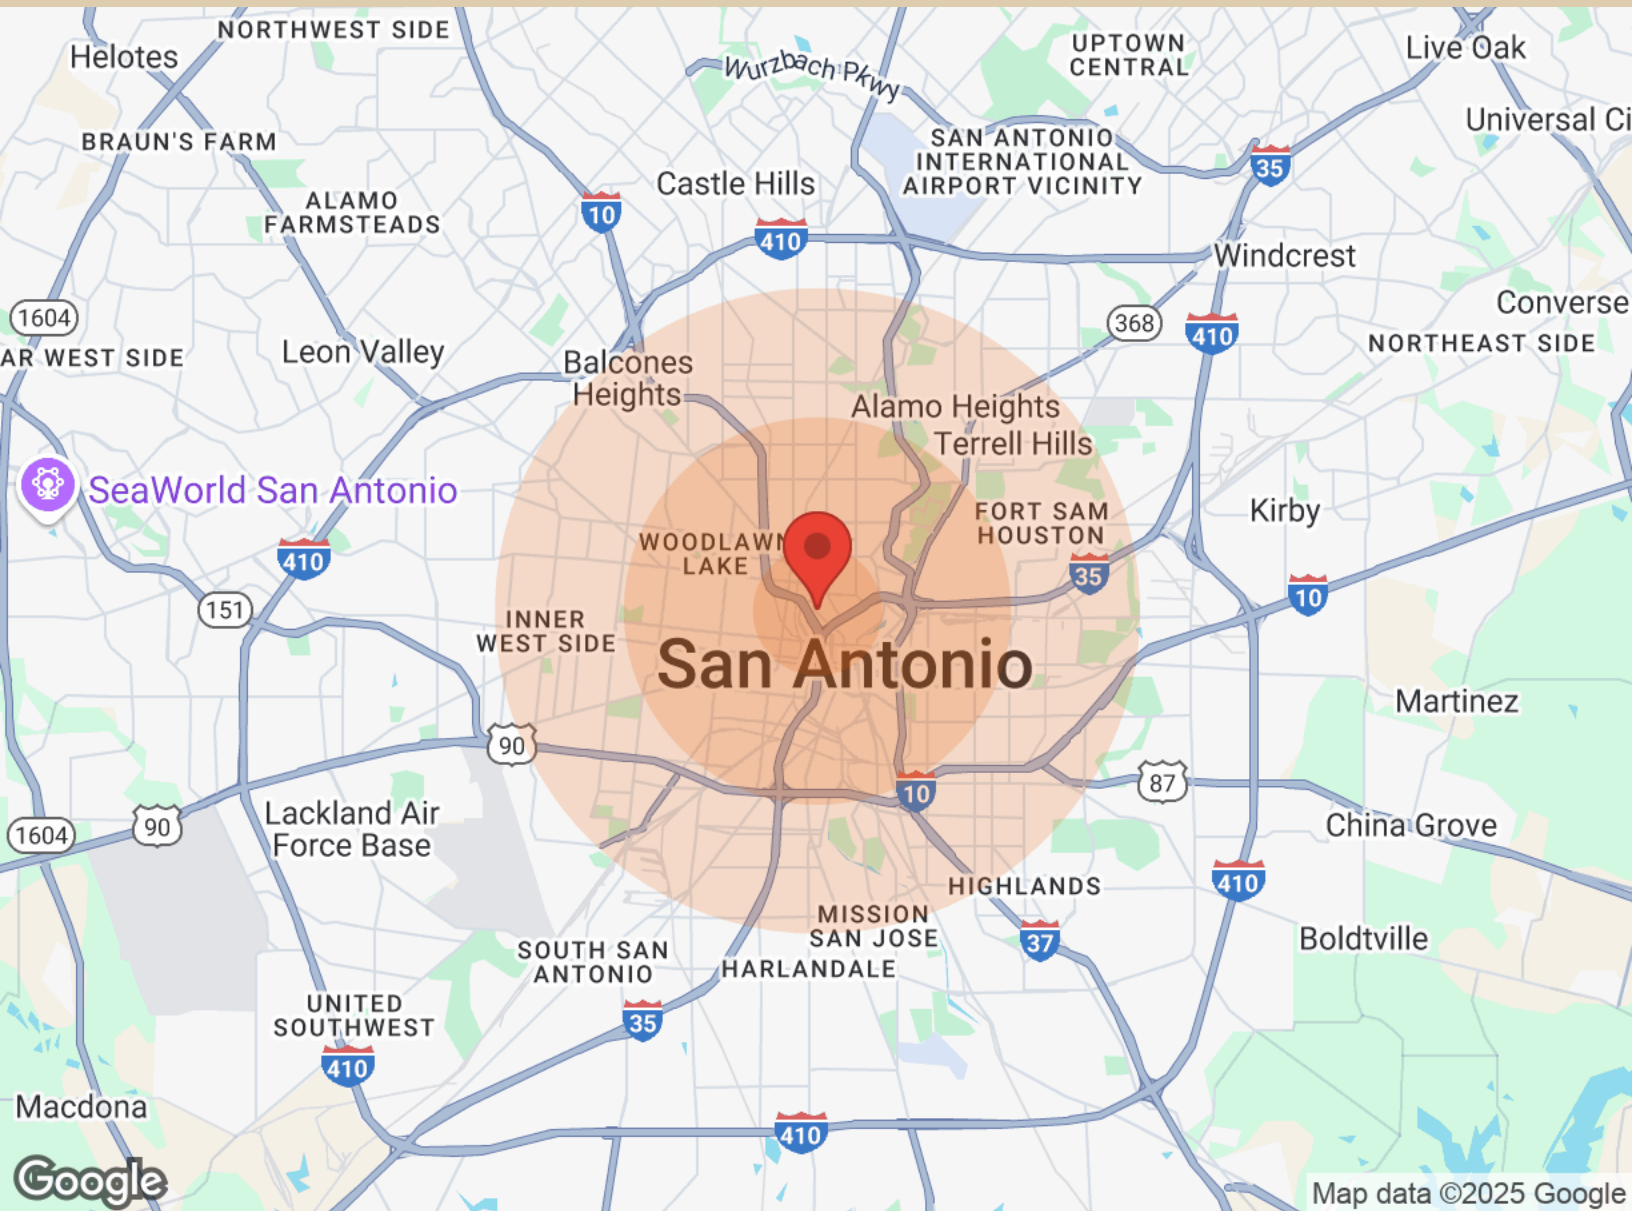 NORTHWEST SIDE
Helotes
UPTOWN
CENTRAL
Live Oak
Wurzbach Pkwy
Universal Ci
BRAUN'S FARM
SAN ANTONIO
INTERNATIONAL
AIRPORT VICINITY
35
Castle Hills
ALAMO
FARMSTEADS
10
410
Windcrest
1604
368
Converse
410
NORTHEAST SIDE
AR WEST SIDE
Leon Valley
Balcones
Heights
Alamo Heights
Terrell Hills
SeaWorld San Antonio
FORT SAM
HOUSTON
Kirby
WOODLAWN
LAKE
410
35
10
151
INNER
WEST SIDE
San Antonio
Martinez
90
87
10
Lackland Air
Force Base
90
1604
China Grove
HIGHLANDS
410
MISSION
SAN JOSE
37
Boldtville
SOUTH SAN
ANTONIO
HARLANDALE
UNITED
SOUTHWEST
35
410
Macdona
410
Google
Map data ©2025 Google